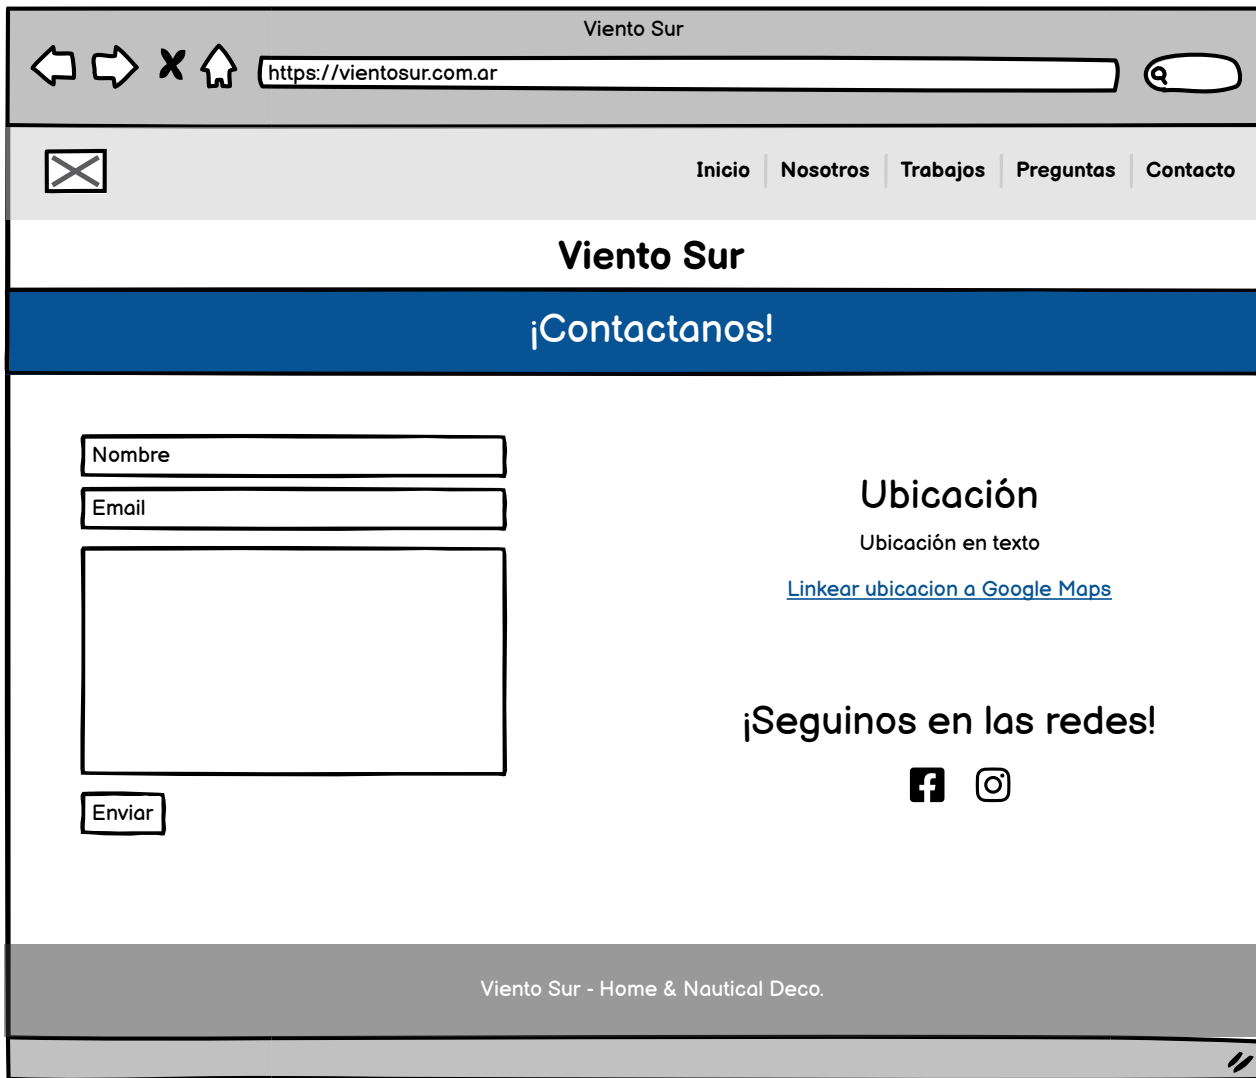 Viento Sur
https://vientosur.com.ar
Inicio Nosotros Trabajos Preguntas Contacto
Viento Sur
¡Contactanos!
Nombre
Email
Enviar
Ubicación
Ubicación en texto
Linkear ubicacion a Google Maps
¡Seguinos en las redes!
Viento Sur - Home & Nautical Deco.